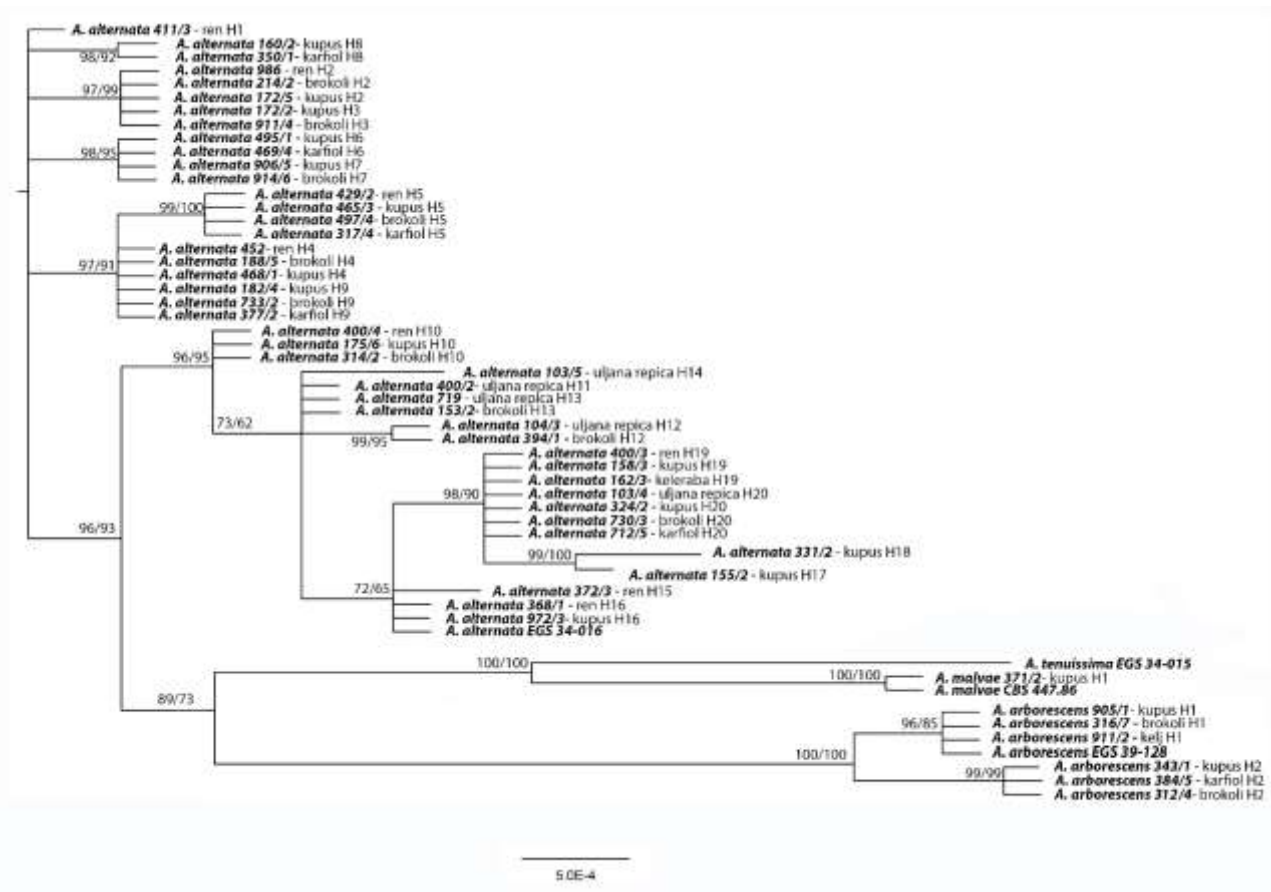 A. alternata 411/3 - ren H1
A. alternata 160/2- kupus H8
98/92
A. alternata 350/1- karfiol H8
A. alternata 986 - ren H2
A. alternata 214/2 - brokoli H2
97/99
A. alternata 172/5 - kupus H2
A. alternata 172/2- kupus H3
A. alternata 911/4 - brokoli H3
A. alternata 495/1 - kupus H6
98/95
A. alternata 469/4 - karfiol H6
A. alternata 906/5 - kupus H7
A. alternata 914/6 - brokoli H7
A. alternata 429/2- ren H5
99/100
A. alternata 465/3 - kupus H5
A. alternata 497/4- brokoli H5
A. alternata 317/4 - karfiol H5
A. alternata 452- ren H4
A. alternata 188/5 - brokoli H4
97/91
A. alternata 468/1- kupus H4
A. alternata 182/4 - kupus H9
A. alternata 733/2 - brokoli H9
A. alternata 377/2 - karfiol H9
A. alternata 400/4 - ren H10
A. alternata 175/6- kupus H10
96/95
A. alternata 314/2 - brokoli H10
A. alternata 103/5 - uljana repica H14
A. alternata 400/2- uljana repica H11
A. alternata 719 - uljana repica H13
A. alternata 153/2- brokoli H13
73/62
A. alternata 104/3 - uljana repica H12
99/95
A. alternata 394/1 - brokoli H12
A. alternata 400/3 - ren H19
A. alternata 158/3 - kupus H19
A. alternata 162/3- keleraba H19
98/90
A. alternata 103/4 - uljana repica H20
A. alternata 324/2 - kupus H20
A. alternata 730/3 - brokoli H20
A. alternata 712/5 - karfiol H20
96/93
99/100
A. alternata 331/2 - kupus H18
A. alternata 155/2 - kupus H17
72/65
A. alternata 372/3 - ren H15
A. alternata 368/1 - ren H16
A. alternata 972/3- kupus H16
A. alternata EGS 34-016
100/100
A. tenuissima EGS 34-015
100/100
A. malvae 371/2- kupus H1
A. malvae CBS 447.86
89/73
A. arborescens 905/1- kupus H1
96/85
A. arborescens 316/7 - brokoli H1
A. arborescens 911/2 - kelj H1
A. arborescens EGS 39-128
100/100
A. arborescens 343/1 - kupus H2
99/99
A. arborescens 384/5 - karfiol H2
A. arborescens 312/4- brokoli H2
5.0E-4